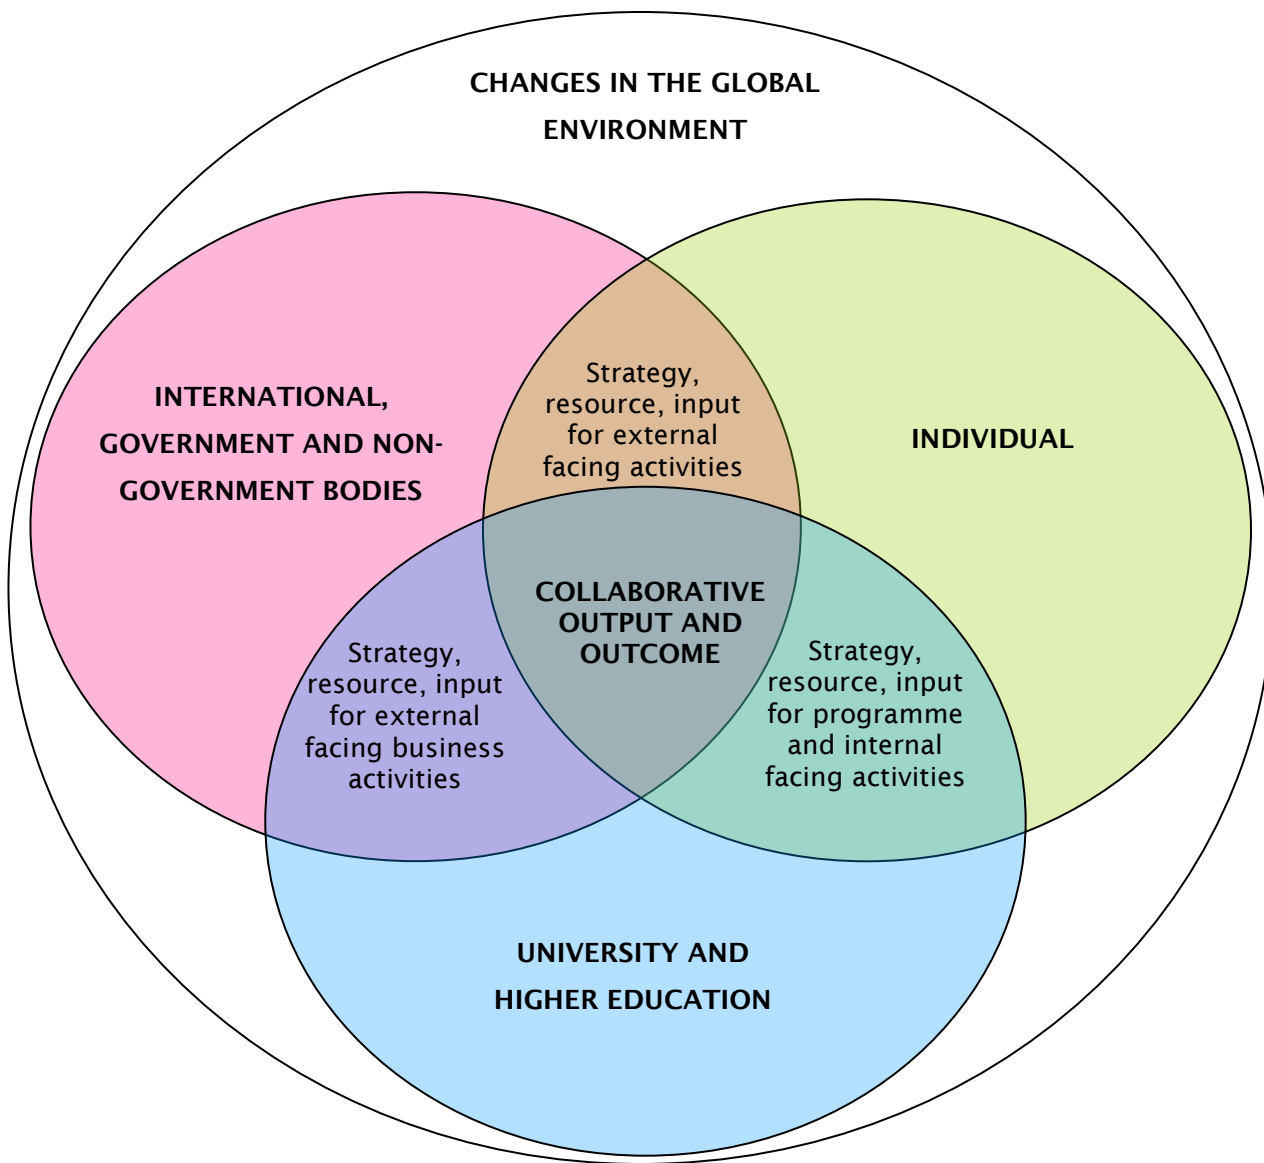 CHANGES IN THE GLOBAL
ENVIRONMENT
INTERNATIONAL,
GOVERNMENT AND NON-
GOVERNMENT BODIES
Strategy,
resource, input
for external
facing activities
INDIVIDUAL
COLLABORATIVE
OUTPUT AND
OUTCOME
Strategy,
resource, input
for external
facing business
activities
Strategy,
resource, input
for programme
and internal
facing activities
UNIVERSITY AND
HIGHER EDUCATION